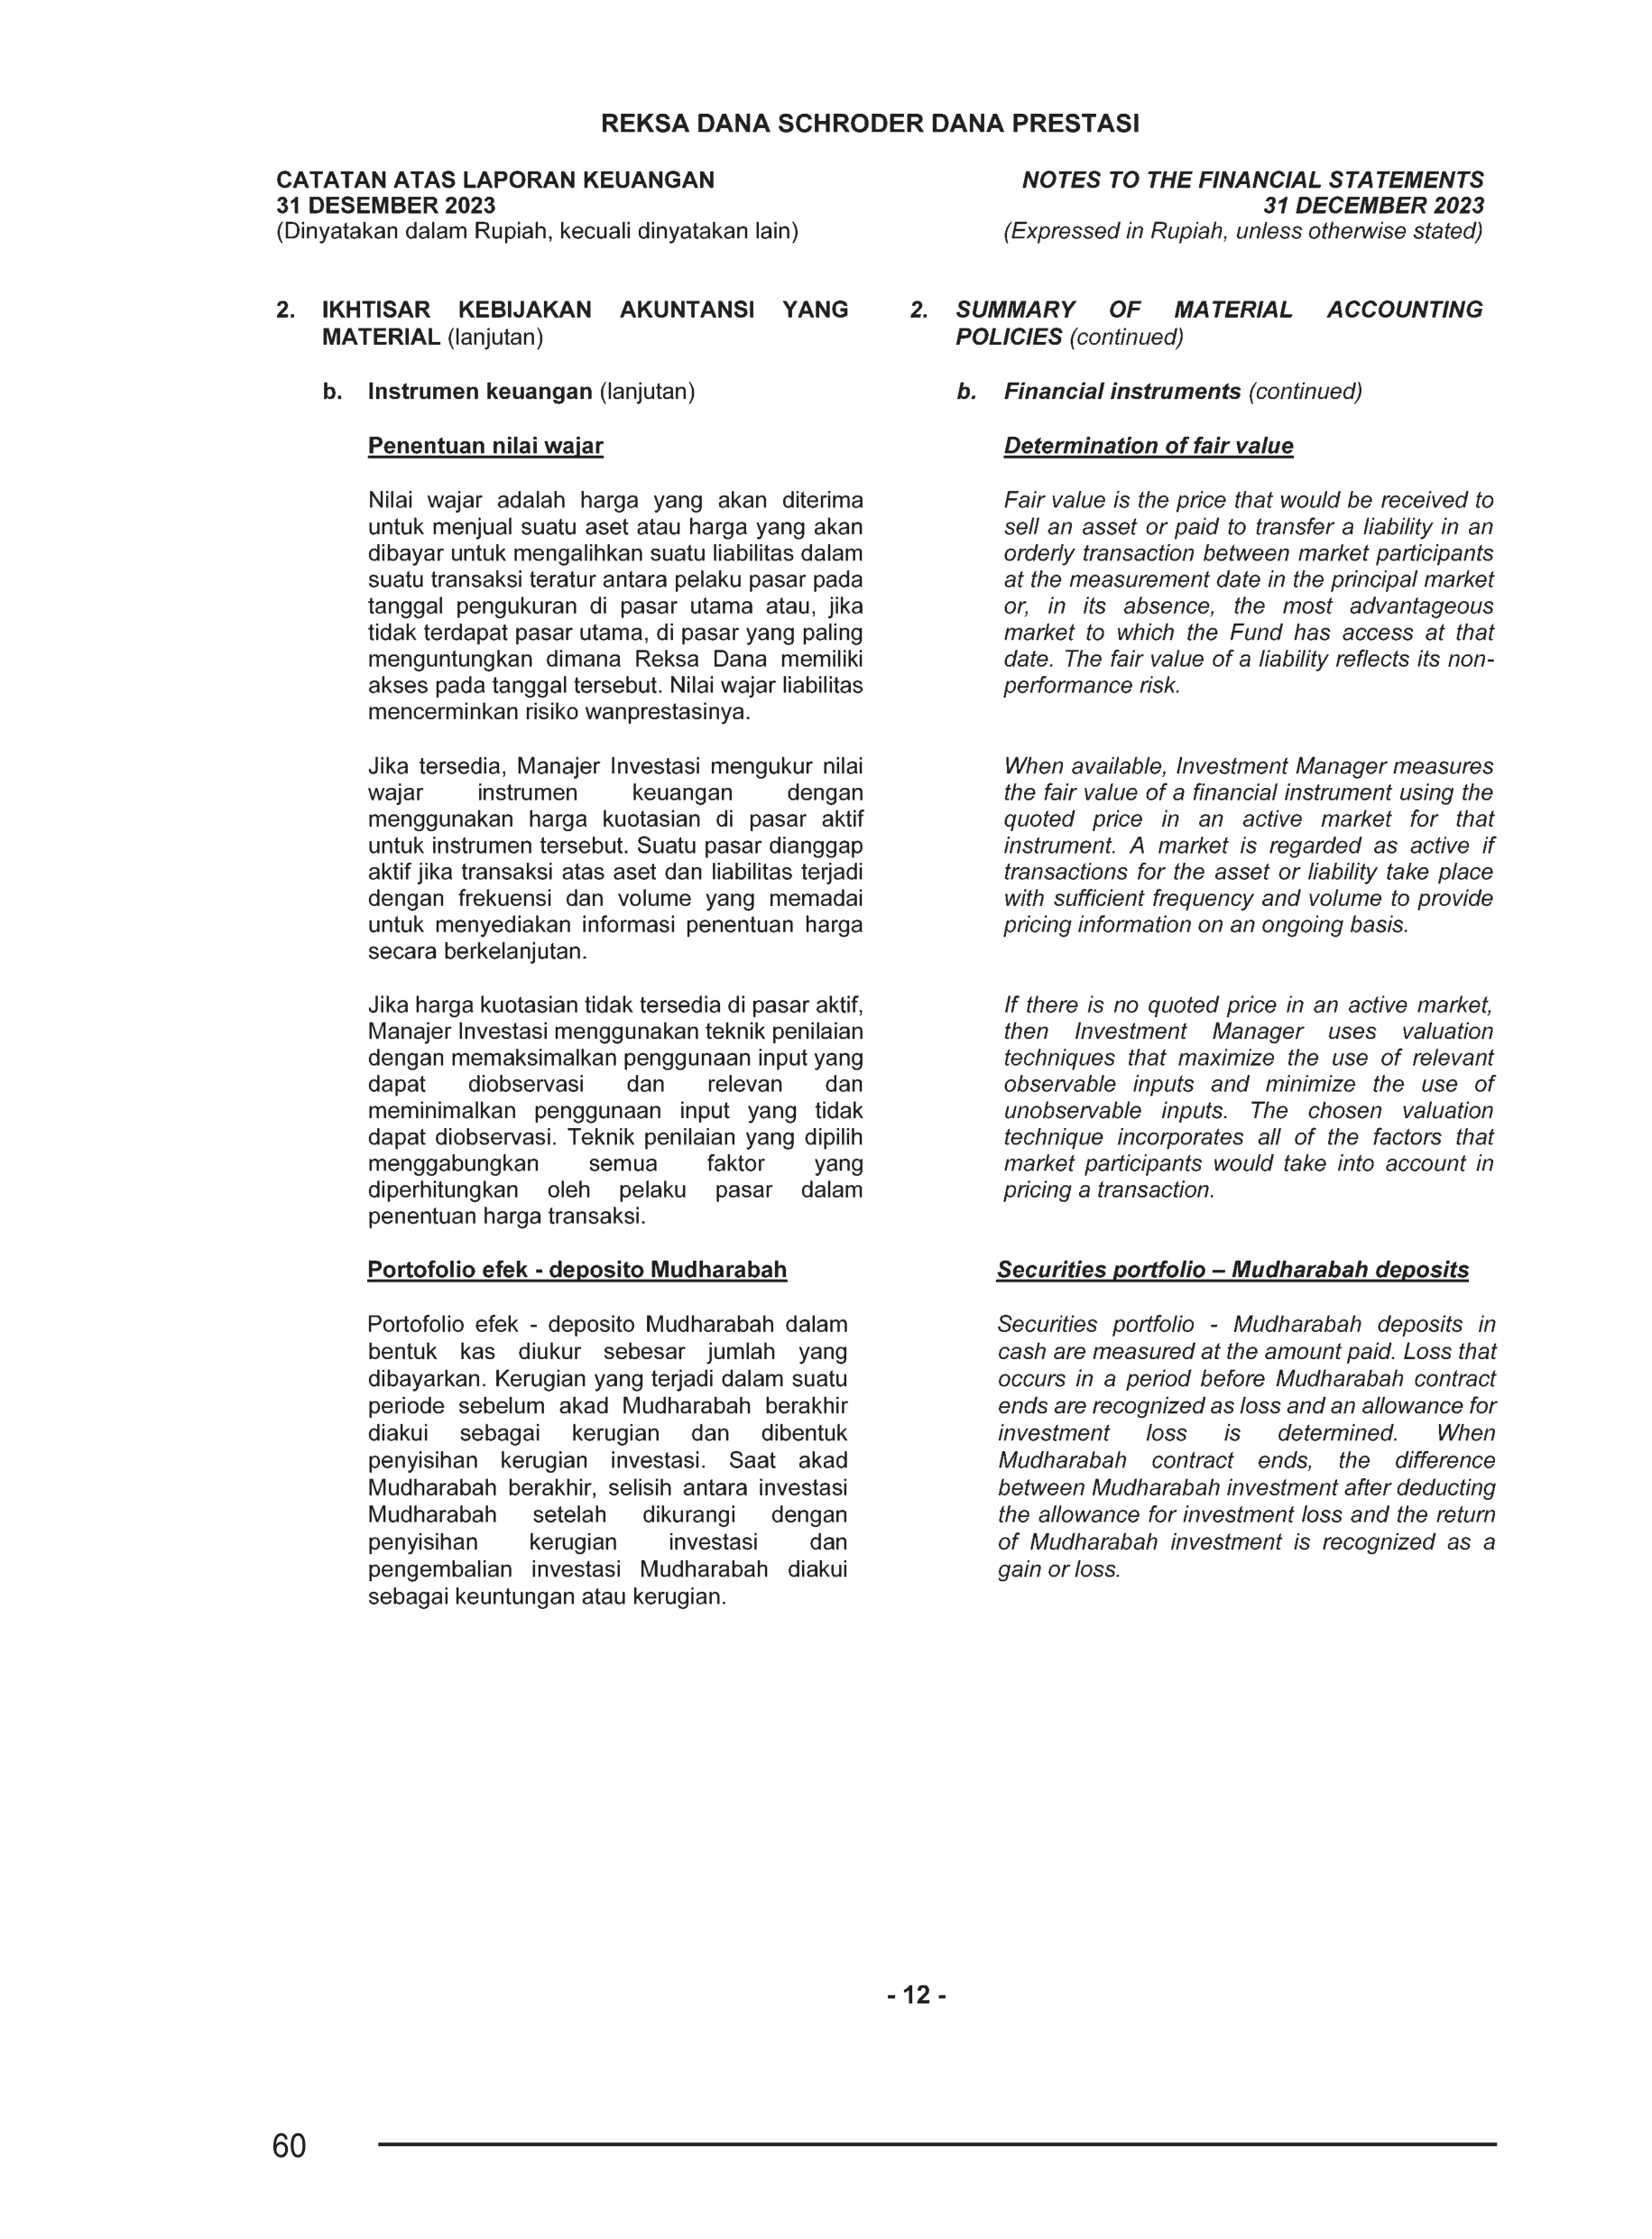 REKSA DANA SCHRODER DANA PRESTASI
CATATAN ATAS LAPORAN KEUANGAN
31 DESEMBER 2023
(Dinyatakan dalam Rupiah, kecuali dinyatakan lain)
NOTES TO THE FINANCIAL STATEMENTS
31 DECEMBER 2023
(Expressed in Rupiah, unless otherwise stated)
2. IKHTISAR KEBIJAKAN AKUNTANSI YANG
MATERIAL (lanjutan)
b. Instrumen keuangan (lanjutan)
Penentuan nilai wajar
Nilai wajar adalah harga yang akan diterima
untuk menjual suatu aset atau harga yang akan
dibayar untuk mengalihkan suatu liabilitas dalam
suatu transaksi teratur antara pelaku pasar pada
tanggal pengukuran di pasar utama atau, jika
tidak terdapat pasar utama, di pasar yang paling
menguntungkan dimana Reksa Dana memiliki
akses pada tanggal tersebut. Nilai wajar liabilitas
mencerminkan risiko wanprestasinya.
Jika tersedia, Manajer Investasi mengukur nilai
wajar instrumen keuangan dengan
menggunakan harga kuotasian di pasar aktif
untuk instrumen tersebut. Suatu pasar dianggap
aktif jika transaksi atas aset dan liabilitas terjadi
dengan frekuensi dan volume yang memadai
untuk menyediakan informasi penentuan harga
secara berkelanjutan.
Jika harga kuotasian tidak tersedia di pasar aktif,
Manajer Investasi menggunakan teknik penilaian
dengan memaksimalkan penggunaan input yang
dapat diobservasi dan relevan dan
meminimalkan penggunaan input yang tidak
dapat diobservasi. Teknik penilaian yang dipilih
menggabungkan semua faktor yang
diperhitungkan oleh pelaku pasar dalam
penentuan harga transaksi.
Portofolio efek - deposito Mudharabah
Portofolio efek - deposito Mudharabah dalam
bentuk kas diukur sebesar jumlah yang
dibayarkan. Kerugian yang terjadi dalam suatu
periode sebelum akad Mudharabah berakhir
diakui sebagai kerugian dan dibentuk
penyisihan kerugian investasi. Saat akad
Mudharabah berakhir, selisih antara investasi
Mudharabah setelah dikurangi dengan
penyisihan kerugian investasi dan
pengembalian investasi Mudharabah diakui
sebagai keuntungan atau kerugian.
2. SUMMARY OF MATERIAL ACCOUNTING
POLICIES (continued)
b. Financial instruments (continued)
Determination of fair value
Fair value is the price that would be received to
sell an asset or paid to transfer a liability in an
orderly transaction between market participants
at the measurement date in the principal market
or, in its absence, the most advantageous
market to which the Fund has access at that
date. The fair value of a liability reflects its non-
performance risk.
When available, Investment Manager measures
the fair value of a financial instrument using the
quoted price in an active market for that
instrument. A market is regarded as active if
transactions for the asset or liability take place
with sufficient frequency and volume to provide
pricing information on an ongoing basis.
If there is no quoted price in an active market,
then Investment Manager uses valuation
techniques that maximize the use of relevant
observable inputs and minimize the use of
unobservable inputs. The chosen valuation
technique incorporates all of the factors that
market participants would take into account in
pricing a transaction.
Securities portfolio – Mudharabah deposits
Securities portfolio - Mudharabah deposits in
cash are measured at the amount paid. Loss that
occurs in a period before Mudharabah contract
ends are recognized as loss and an allowance for
investment loss is determined. When
Mudharabah contract ends, the difference
between Mudharabah investment after deducting
the allowance for investment loss and the return
of Mudharabah investment is recognized as a
gain or loss.
- 12 -
60